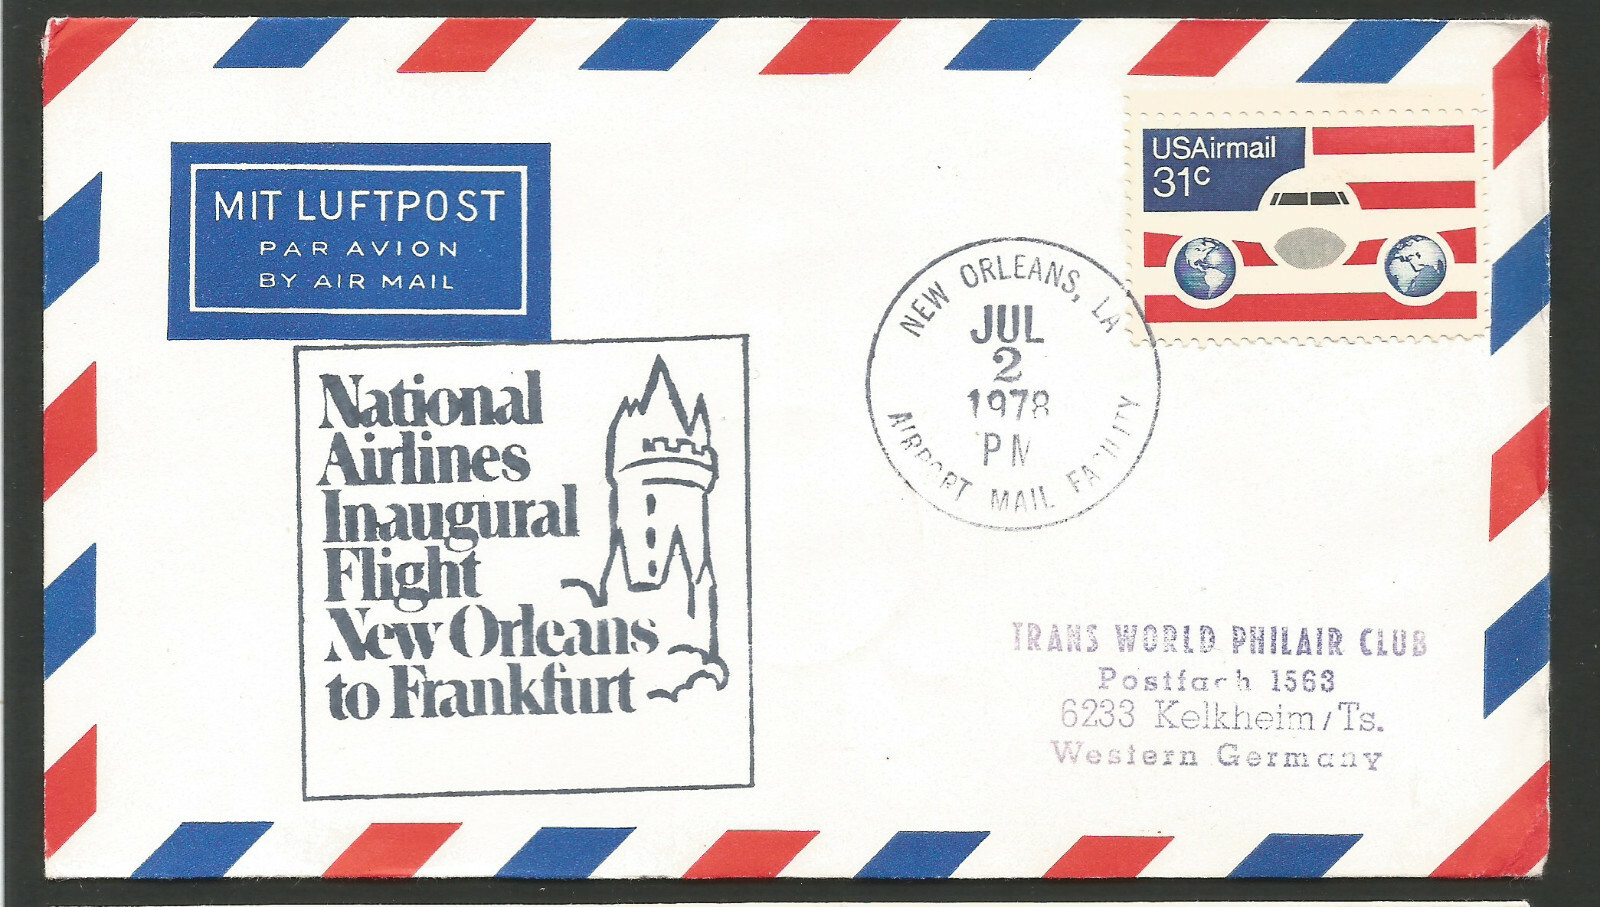 MIT LUFTPOST
PAR AVION
BY AIR MAIL
USAirmail
31c
NEW ORLEANS, LA
JUL
2
1978
PM
AIRPORT MAIL FACILITY
National
Airlines
Inaugural
Flight
New Orleans
to Frankfurt
TRANS WORLD PHILAIR CLUB
Postfach 1563
6233 Kelkheim/Ts.
Western Germany